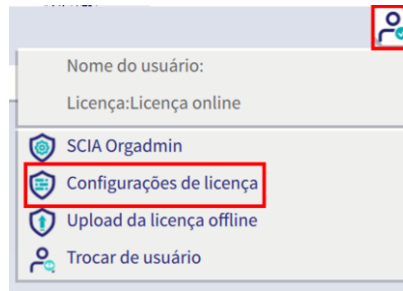 Nome do usuário:
Licença:Licença online
SCIA Orgadmin
Configurações de licença
Upload da licença offline
Trocar de usuário